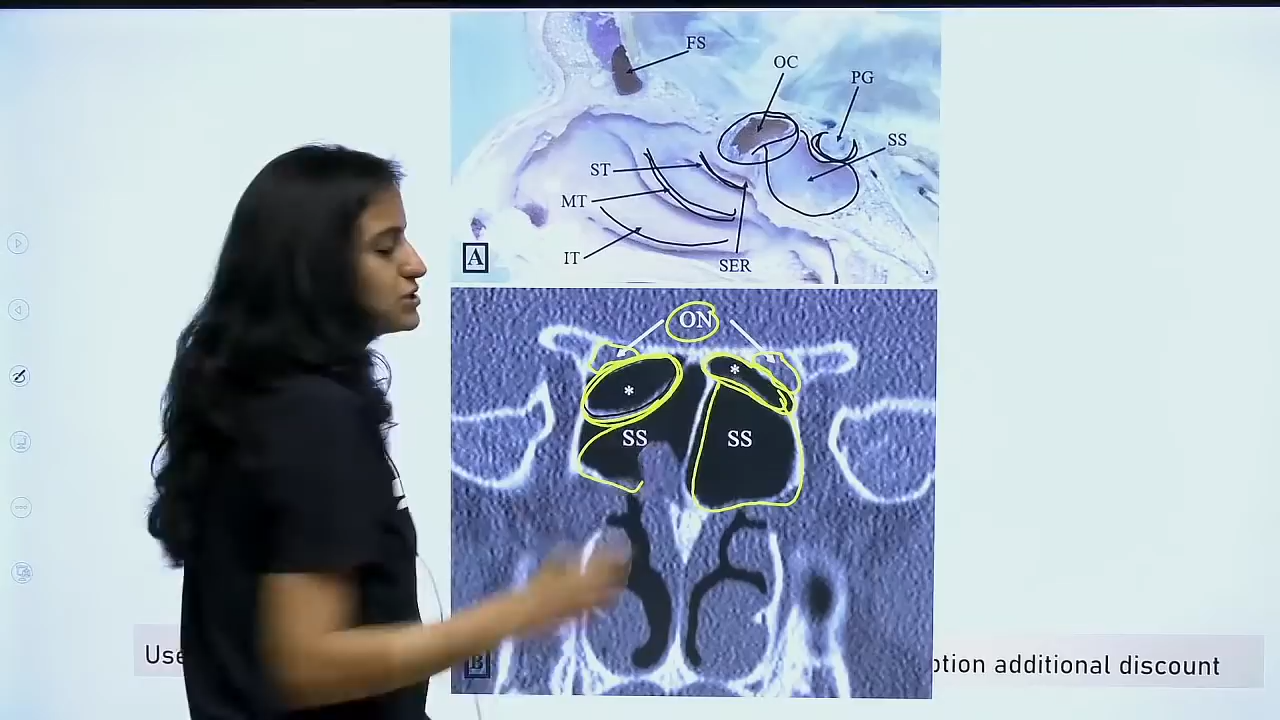 FS
OC
PG
SS
ST
MT
IT
SER
A
ON
*
*
SS
SS
B
Use
ption additional discount